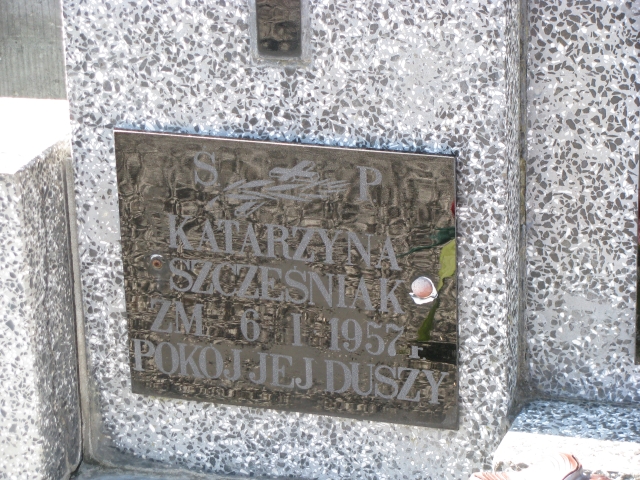 S P
KATARZYNA
SZCZEŚNIAK
ZM. 6 I 1957 r
POKÓJ JEJ DUSZY